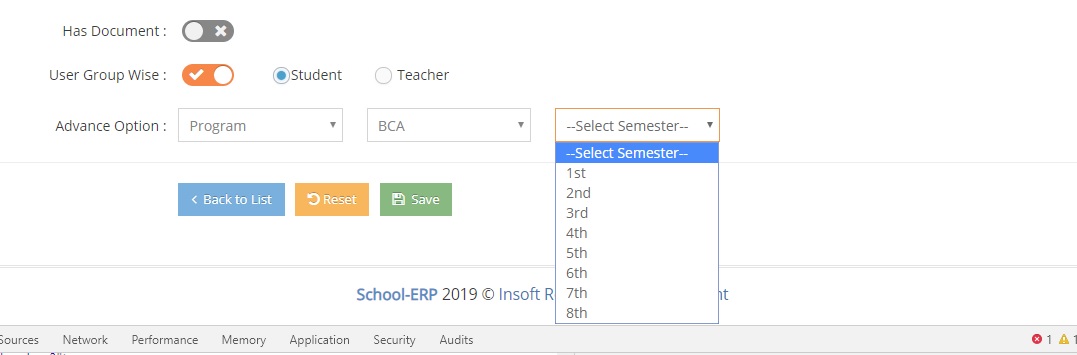 Has Document :
User Group Wise : Student Teacher
Advance Option : Program BCA --Select Semester--
--Select Semester--
1st
2nd
3rd
4th
5th
6th
7th
8th
Back to List Reset Save
School-ERP 2019 © Insoft R nt
Sources Network Performance Memory Application Security Audits 1 1